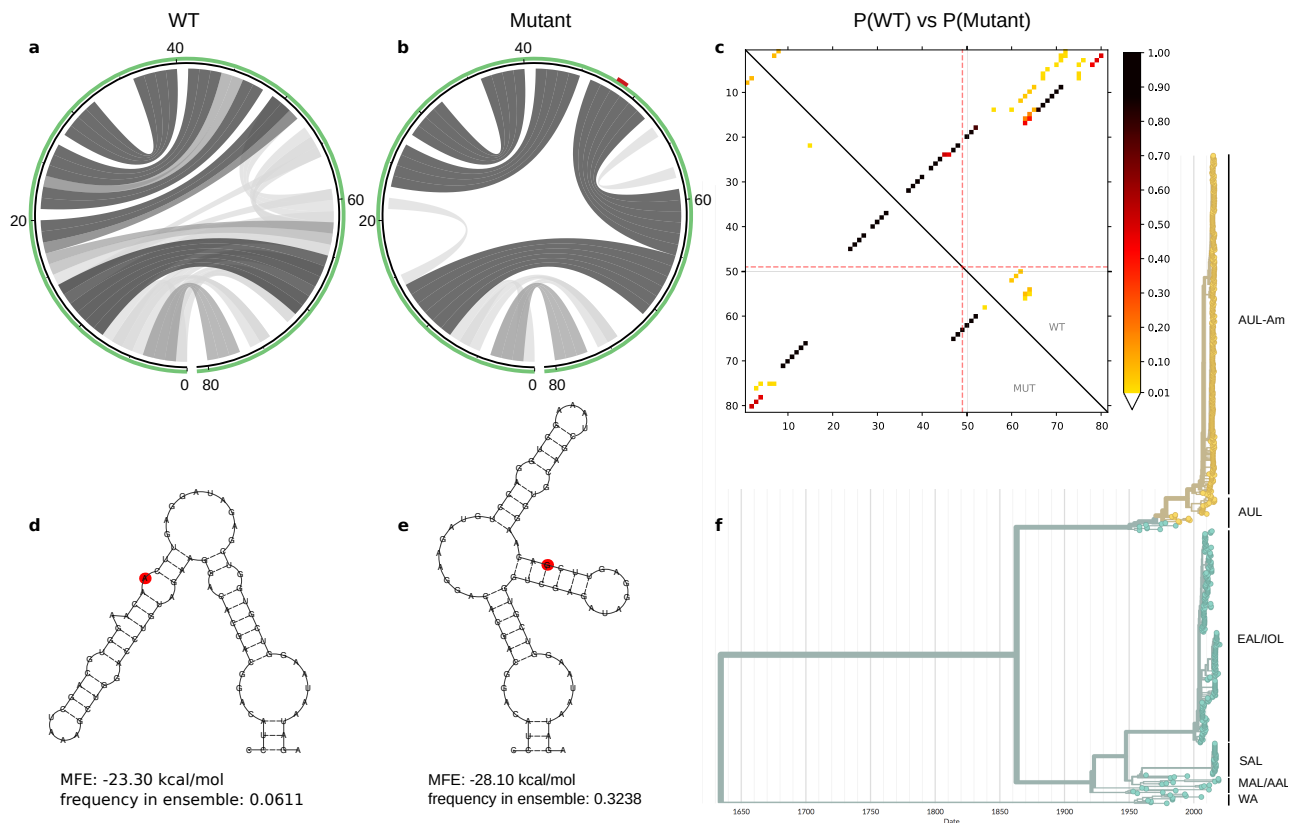 WT
Mutant
P(WT) vs P(Mutant)
a
40
20
60
0
80
b
40
20
60
0
80
c
10
20
30
40
50
60
70
80
10
20
30
40
50
60
70
80
WT
MUT
1.00
0.90
0.80
0.70
0.60
0.50
0.40
0.30
0.20
0.10
0.01
d
MFE: -23.30 kcal/mol
frequency in ensemble: 0.0611
e
MFE: -28.10 kcal/mol
frequency in ensemble: 0.3238
f
AUL-Am
AUL
EAL/IOL
SAL
MAL/AAL
WA
1650
1700
1750
1800
1850
1900
1950
2000
Date